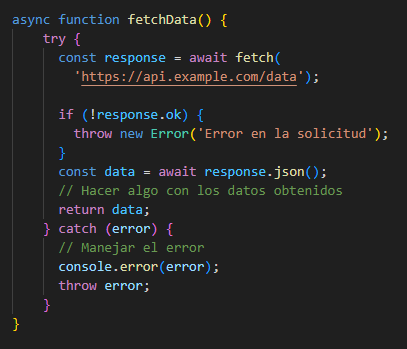 async function fetchData() {
    try {
      const response = await fetch(
        'https://api.example.com/data');

      if (!response.ok) {
        throw new Error('Error en la solicitud');
      }
      const data = await response.json();
      // Hacer algo con los datos obtenidos
      return data;
    } catch (error) {
      // Manejar el error
      console.error(error);
      throw error;
    }
}